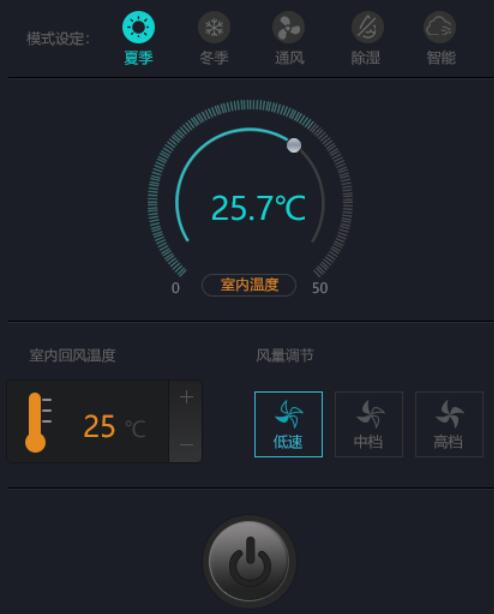 模式设定:
夏季 冬季 通风 除湿 智能
25.7℃
0 室内温度 50
室内回风温度 风量调节
25 ℃ + −
低速 中档 高档